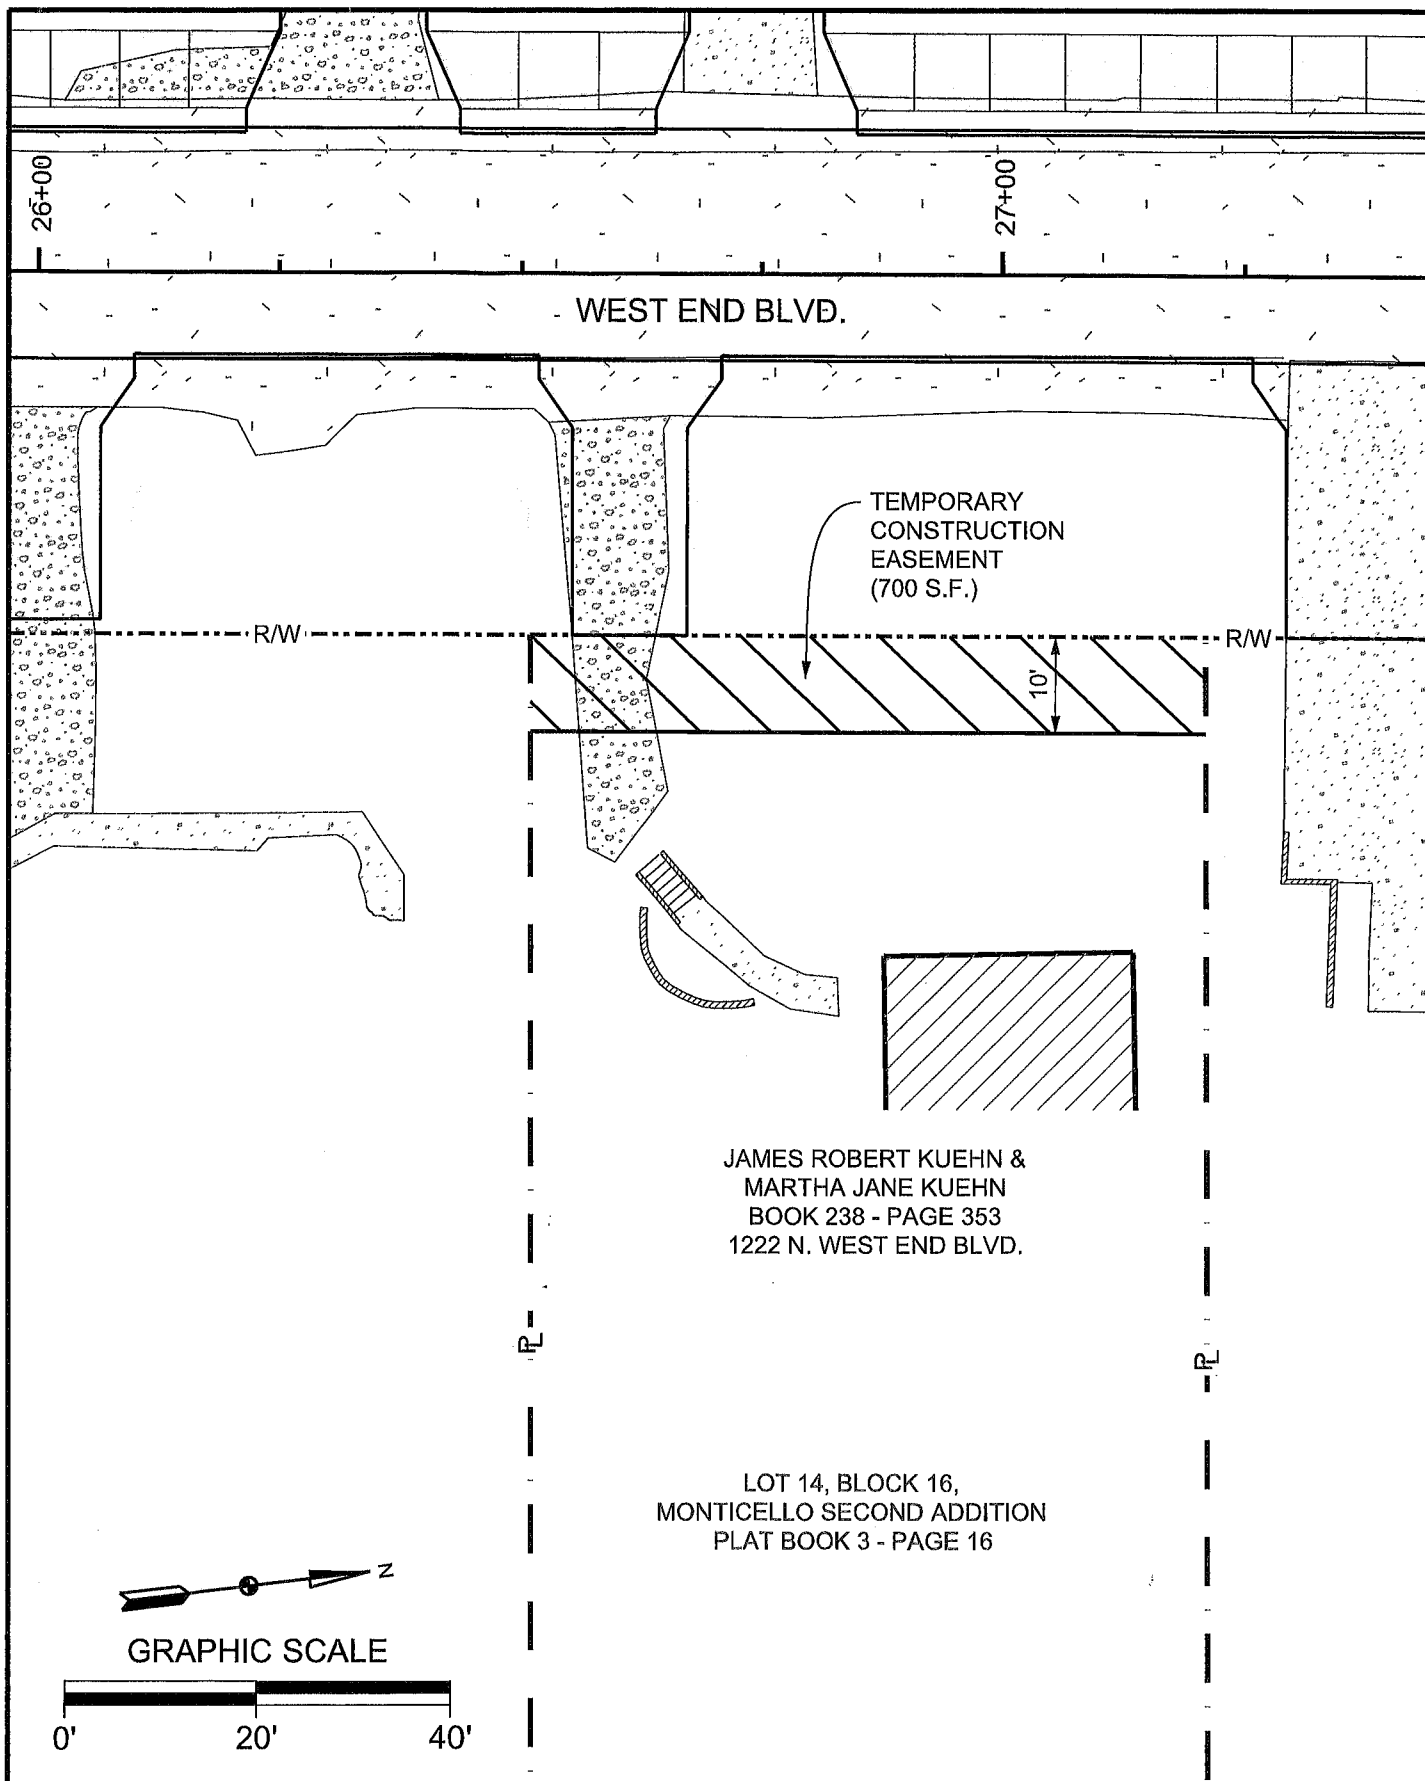 26+00
27+00
WEST END BLVD.
TEMPORARY
CONSTRUCTION
EASEMENT
(700 S.F.)
R/W
R/W
10'
JAMES ROBERT KUEHN &
MARTHA JANE KUEHN
BOOK 238 - PAGE 353
1222 N. WEST END BLVD.
PL
PL
LOT 14, BLOCK 16,
MONTICELLO SECOND ADDITION
PLAT BOOK 3 - PAGE 16
N
GRAPHIC SCALE
0' 20' 40'